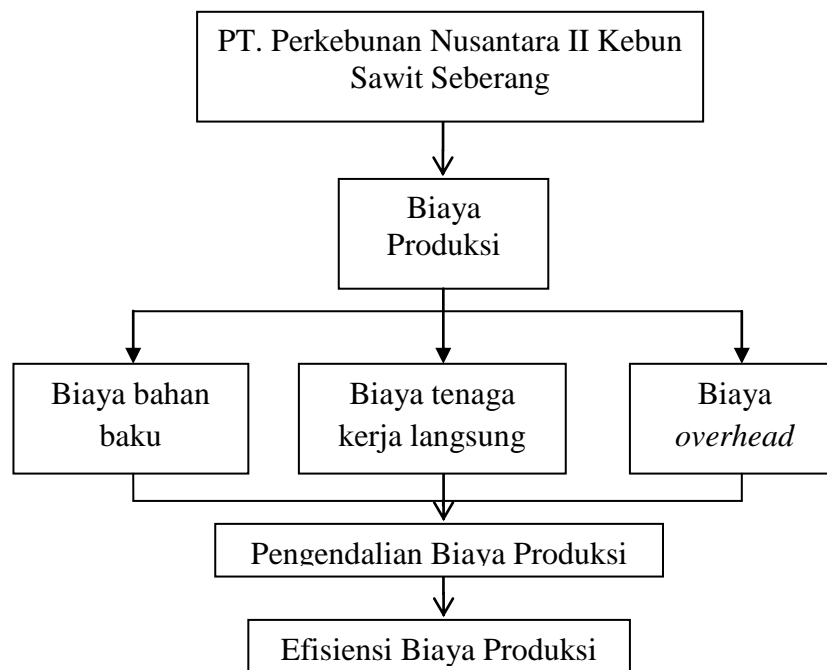 PT. Perkebunan Nusantara II Kebun
Sawit Seberang
Biaya
Produksi
Biaya bahan
baku
Biaya tenaga
kerja langsung
Biaya
overhead
Pengendalian Biaya Produksi
Efisiensi Biaya Produksi